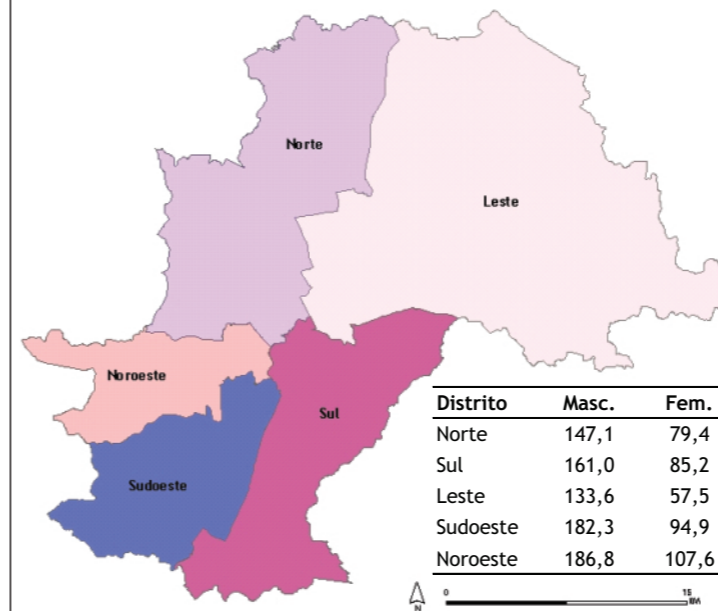 Norte
Leste
Noroeste
Sul
Sudoeste
Distrito Masc. Fem.
Norte 147,1 79,4
Sul 161,0 85,2
Leste 133,6 57,5
Sudoeste 182,3 94,9
Noroeste 186,8 107,6
0 15
KM
N